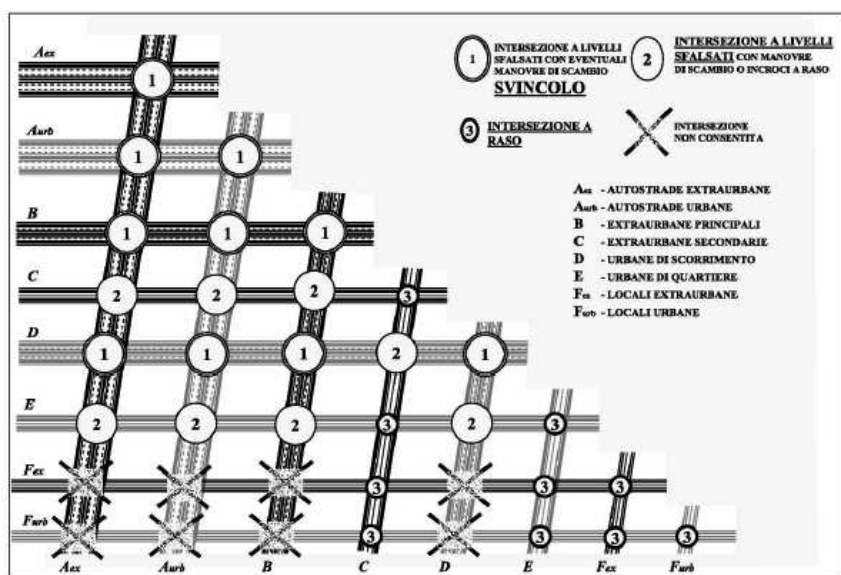 Aex
1
1 INTERSEZIONE A LIVELLI
SFALSATI CON EVENTUALI
MANOVRE DI SCAMBIO
SVINCOLO
2 INTERSEZIONE A LIVELLI
SFALSATI CON MANOVRE
DI SCAMBIO O INCROCI A RASO
3 INTERSEZIONE A
RASO
INTERSEZIONE
NON CONSENTITA
Aex - AUTOSTRADE EXTRAURBANE
Aurb - AUTOSTRADE URBANE
B - EXTRAURBANE PRINCIPALI
C - EXTRAURBANE SECONDARIE
D - URBANE DI SCORRIMENTO
E - URBANE DI QUARTIERE
Fex - LOCALI EXTRAURBANE
Furb - LOCALI URBANE
Aurb
1 1
B
1 1 1
C
2 2 2 3
D
1 1 1 2 1
E
2 2 2 3 2 3
Fex
3 3 3
Furb
3 3 3 3
Aex Aurb B C D E Fex Furb